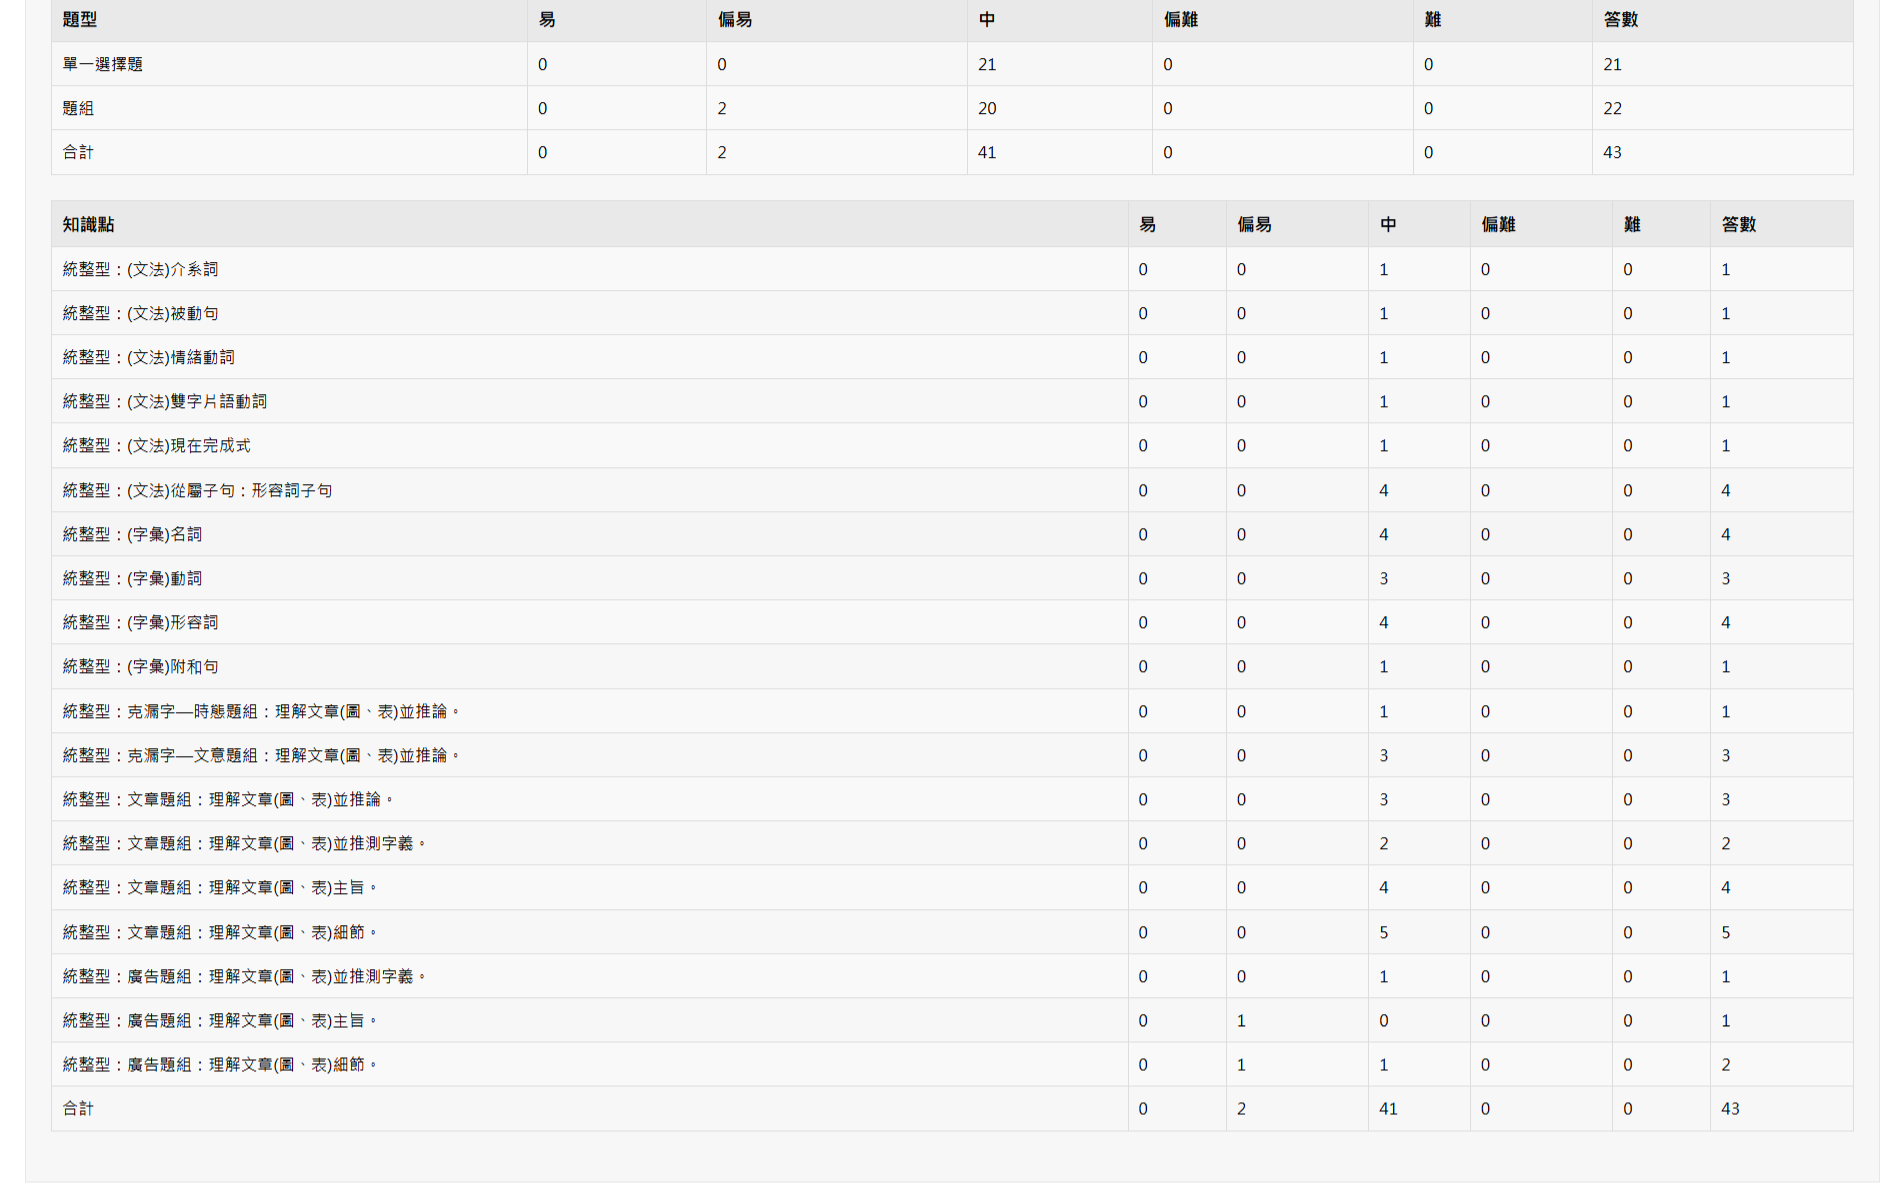 題型 易 偏易 中 偏難 難 答數
單一選擇題 0 0 21 0 0 21
題組 0 2 20 0 0 22
合計 0 2 41 0 0 43
知識點 易 偏易 中 偏難 難 答數
統整型：(文法)介系詞 0 0 1 0 0 1
統整型：(文法)被動句 0 0 1 0 0 1
統整型：(文法)情緒動詞 0 0 1 0 0 1
統整型：(文法)雙字片語動詞 0 0 1 0 0 1
統整型：(文法)現在完成式 0 0 1 0 0 1
統整型：(文法)從屬子句：形容詞子句 0 0 4 0 0 4
統整型：(字彙)名詞 0 0 4 0 0 4
統整型：(字彙)動詞 0 0 3 0 0 3
統整型：(字彙)形容詞 0 0 4 0 0 4
統整型：(字彙)附和句 0 0 1 0 0 1
統整型：克漏字—時態題組：理解文章(圖、表)並推論。 0 0 1 0 0 1
統整型：克漏字—文意題組：理解文章(圖、表)並推論。 0 0 3 0 0 3
統整型：文章題組：理解文章(圖、表)並推論。 0 0 3 0 0 3
統整型：文章題組：理解文章(圖、表)並推測字義。 0 0 2 0 0 2
統整型：文章題組：理解文章(圖、表)主旨。 0 0 4 0 0 4
統整型：文章題組：理解文章(圖、表)細節。 0 0 5 0 0 5
統整型：廣告題組：理解文章(圖、表)並推測字義。 0 0 1 0 0 1
統整型：廣告題組：理解文章(圖、表)主旨。 0 1 0 0 0 1
統整型：廣告題組：理解文章(圖、表)細節。 0 1 1 0 0 2
合計 0 2 41 0 0 43